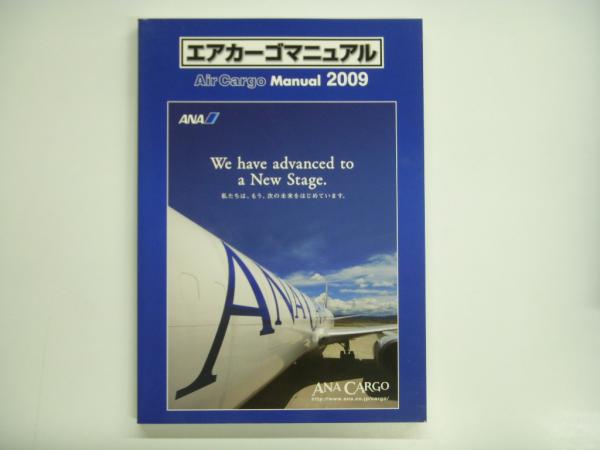 エアカーゴマニュアル
Air Cargo Manual 2009
ANA
We have advanced to
a New Stage.
私たちは、もう、次の未来をはじめています。
ANA
ANA CARGO
http://www.ana.co.jp/cargo/